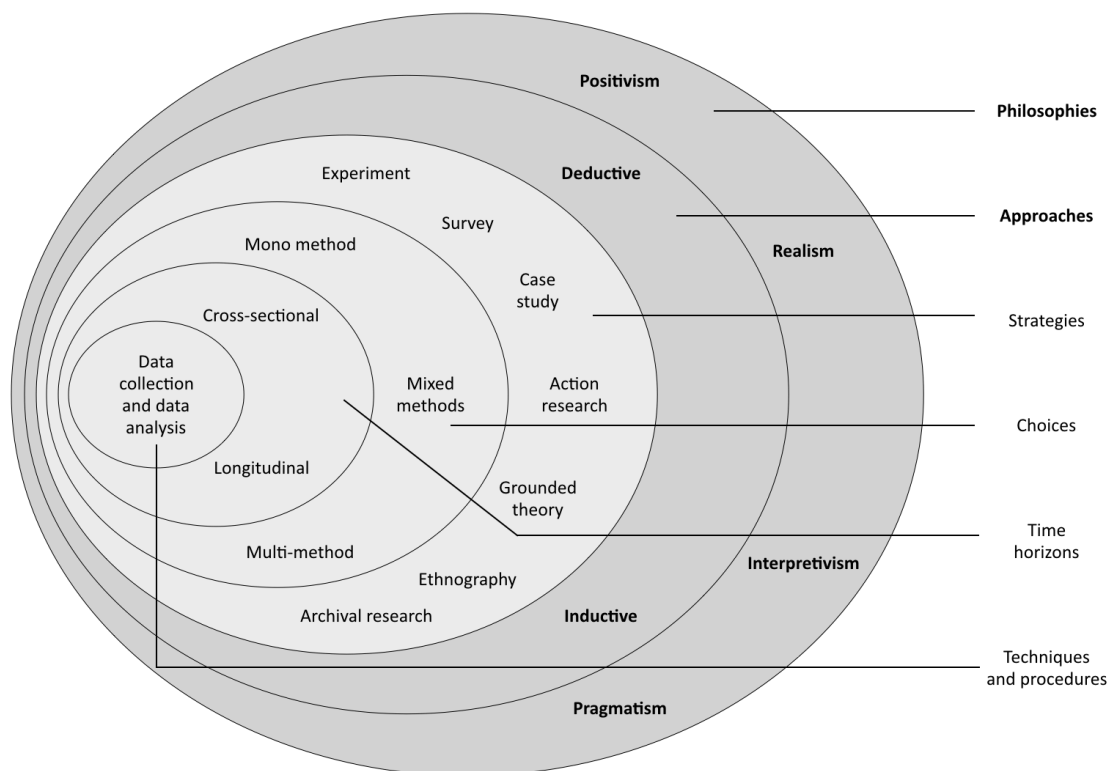 Positivism
Philosophies
Deductive
Approaches
Realism
Experiment
Survey
Case
study
Strategies
Mono method
Cross-sectional
Data
collection
and data
analysis
Mixed
methods
Action
research
Choices
Longitudinal
Grounded
theory
Time
horizons
Multi-method
Interpretivism
Ethnography
Archival research
Inductive
Techniques
and procedures
Pragmatism